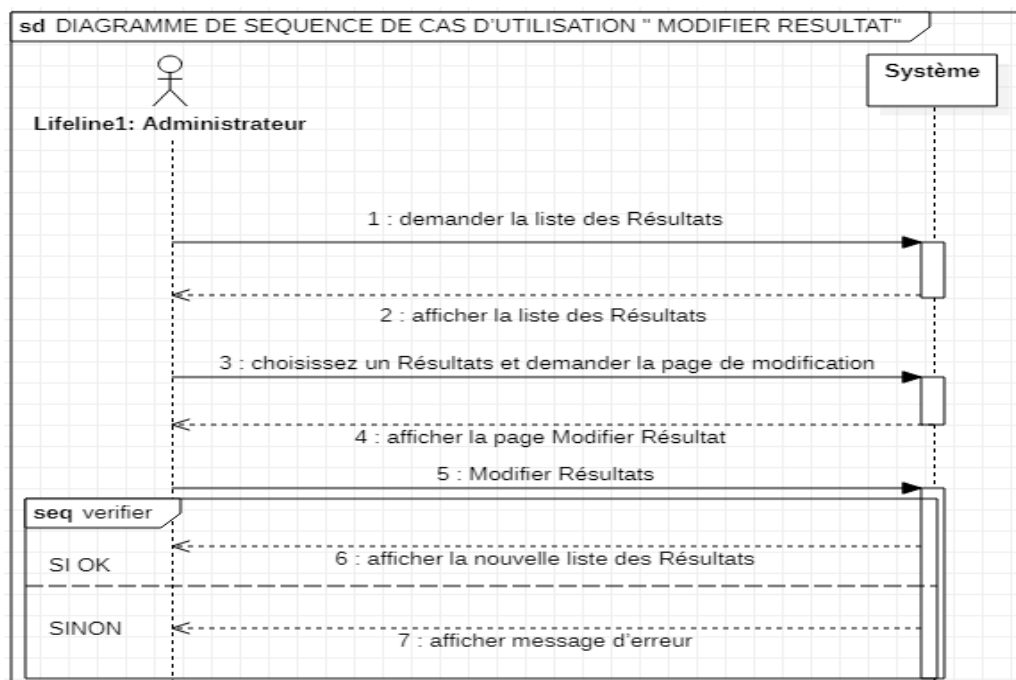 sd DIAGRAMME DE SEQUENCE DE CAS D'UTILISATION " MODIFIER RESULTAT"
Système
Lifeline1: Administrateur
1 : demander la liste des Résultats
2 : afficher la liste des Résultats
3 : choisissez un Résultats et demander la page de modification
4 : afficher la page Modifier Résultat
5 : Modifier Résultats
seq verifier
6 : afficher la nouvelle liste des Résultats
SI OK
SINON
7 : afficher message d'erreur